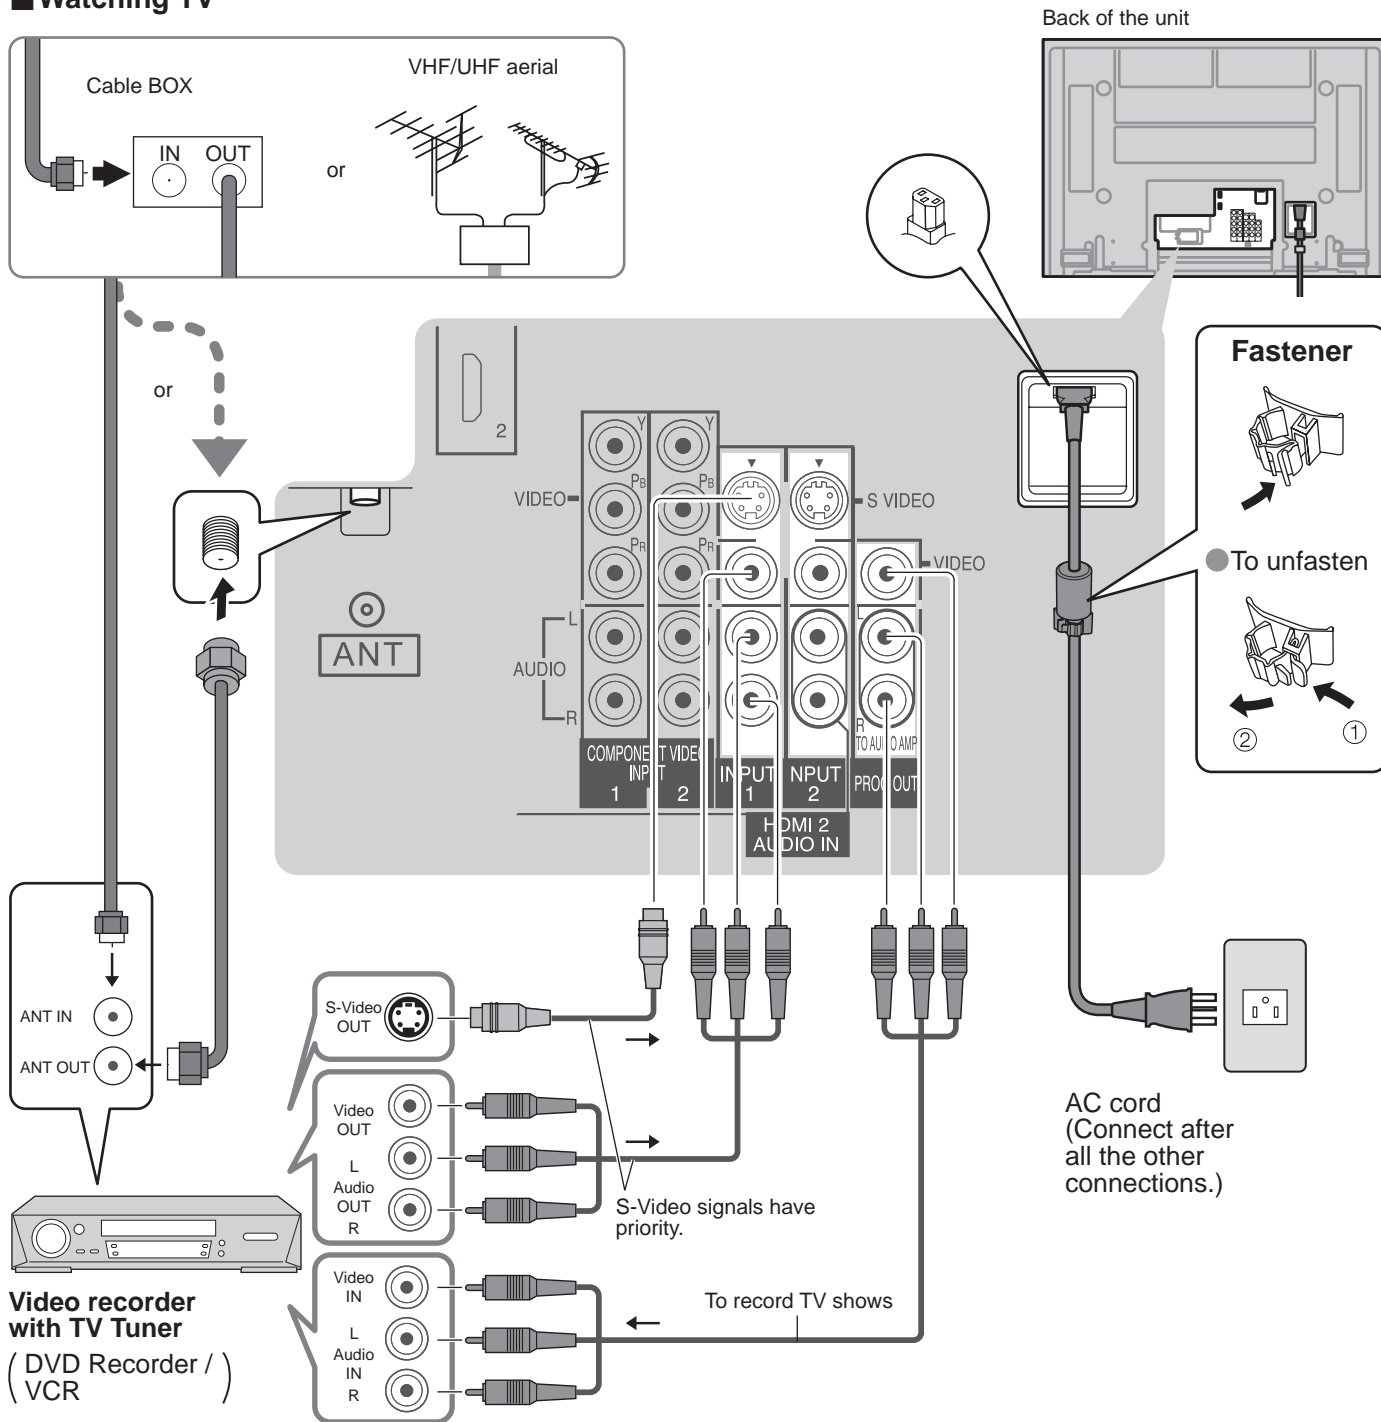 ■Watching TV
Back of the unit
Cable BOX
VHF/UHF aerial
IN OUT
or
or
2
Fastener
●To unfasten
②
①
VIDEO
S VIDEO
VIDEO
Y
Y
PB
PB
PR
PR
L
L
AUDIO
R
R
TO AUDIO AMP
ANT
COMPONENT VIDEO
INPUT
1 2
INPUT
1
INPUT
2
PROG OUT
HDMI 2
AUDIO IN
ANT IN
ANT OUT
S-Video
OUT
Video
OUT
L
Audio
OUT
R
S-Video signals have
priority.
AC cord
(Connect after
all the other
connections.)
Video
IN
L
Audio
IN
R
To record TV shows
Video recorder
with TV Tuner
( DVD Recorder /
VCR )